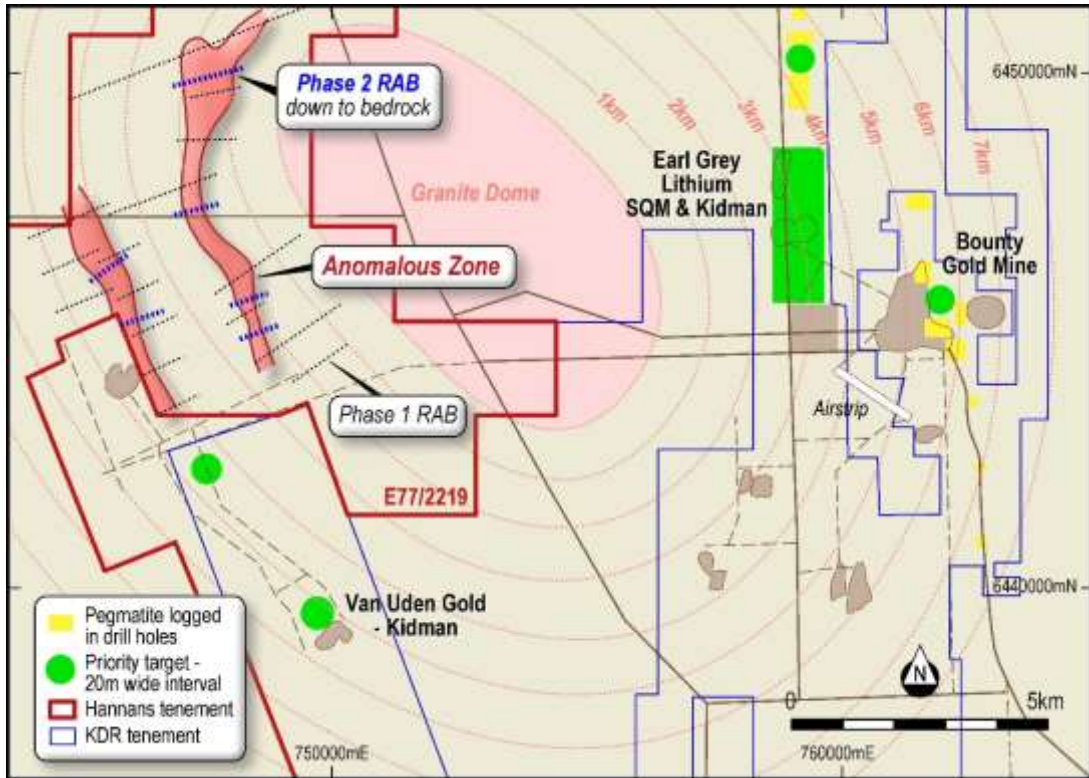 Phase 2 RAB
down to bedrock
1km
2km
3km
4km
5km
6km
7km
6450000mN
Earl Grey
Lithium
SQM & Kidman
Granite Dome
Bounty
Gold Mine
Anomalous Zone
Phase 1 RAB
Airstrip
E77/2219
6440000mN
Van Uden Gold
- Kidman
Pegmatite logged
in drill holes
Priority target -
20m wide interval
Hannans tenement
KDR tenement
N
0
5km
750000mE
760000mE